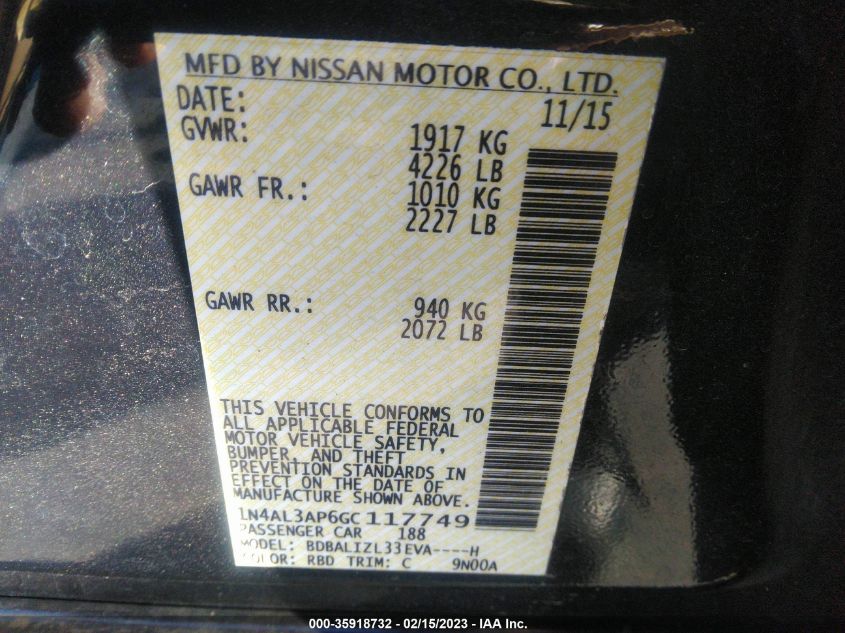 MFD BY NISSAN MOTOR CO., LTD.
DATE: 11/15
GVWR: 1917 KG
4226 LB
GAWR FR.: 1010 KG
2227 LB
GAWR RR.: 940 KG
2072 LB
THIS VEHICLE CONFORMS TO
ALL APPLICABLE FEDERAL
MOTOR VEHICLE SAFETY,
BUMPER, AND THEFT
PREVENTION STANDARDS IN
EFFECT ON THE DATE OF
MANUFACTURE SHOWN ABOVE.
1N4AL3AP6GC117749
PASSENGER CAR 188
MODEL: BDBALIZL33EVA----H
COLOR: RBD TRIM: C 9N00A
000-35918732 - 02/15/2023 - IAA Inc.